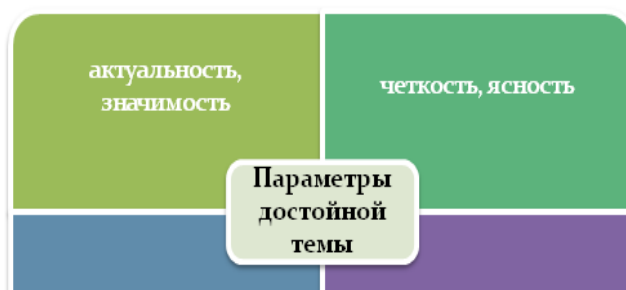 актуальность,
значимость
четкость, ясность
Параметры
достойной
темы